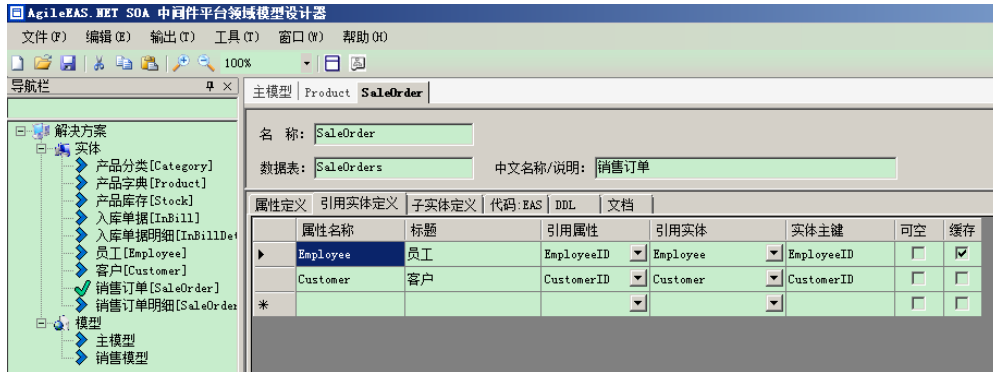 AgileEAS.NET SOA 中间件平台领域模型设计器
文件(F) 编辑(E) 输出(T) 工具(T) 窗口(W) 帮助(H)
100%
导航栏
主模型 Product SaleOrder
解决方案
实体
产品分类[Category]
产品字典[Product]
产品库存[Stock]
入库单据[InBill]
入库单据明细[InBillDe
员工[Employee]
客户[Customer]
销售订单[SaleOrder]
销售订单明细[SaleOrder
模型
主模型
销售模型
名 称: SaleOrder
数据表: SaleOrders 中文名称/说明: 销售订单
属性定义 引用实体定义 子实体定义 代码:EAS DDL 文档
属性名称 标题 引用属性 引用实体 实体主键 可空 缓存
Employee 员工 EmployeeID Employee EmployeeID
Customer 客户 CustomerID Customer CustomerID